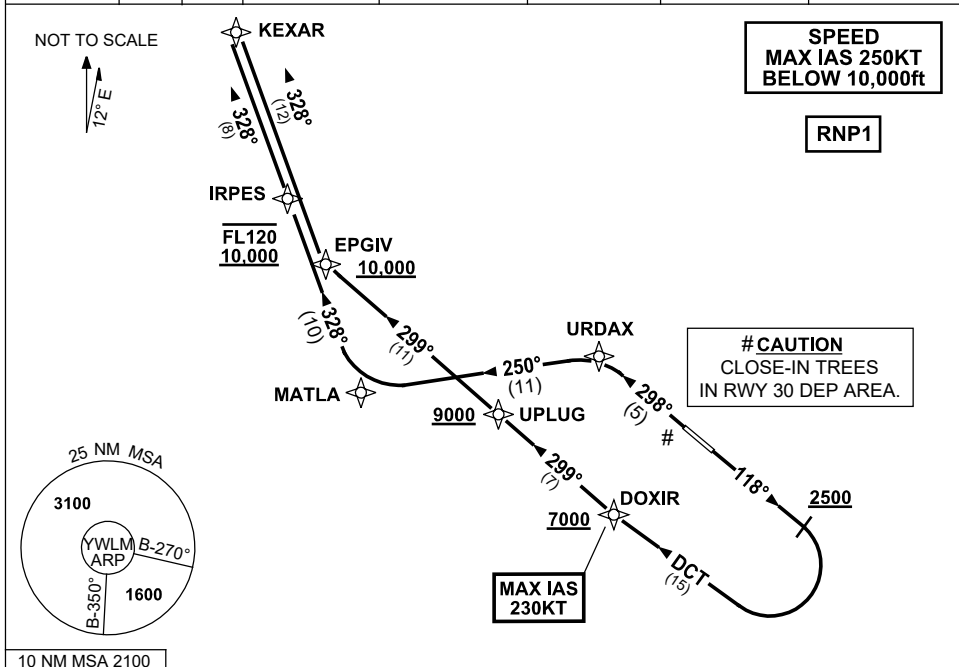 NOT TO SCALE
12° E
KEXAR
SPEED
MAX IAS 250KT
BELOW 10,000ft
RNP1
328°
(12)
328°
(8)
IRPES
FL120
10,000
EPGIV
10,000
328°
(10)
299°
(11)
URDAX
250°
(11)
MATLA
# CAUTION
CLOSE-IN TREES
IN RWY 30 DEP AREA.
298°
(5)
#
9000
UPLUG
118°
2500
299°
(7)
DOXIR
7000
DCT
(15)
MAX IAS
230KT
25 NM MSA
3100
YWLM
ARP
B-270°
B-350°
1600
10 NM MSA 2100